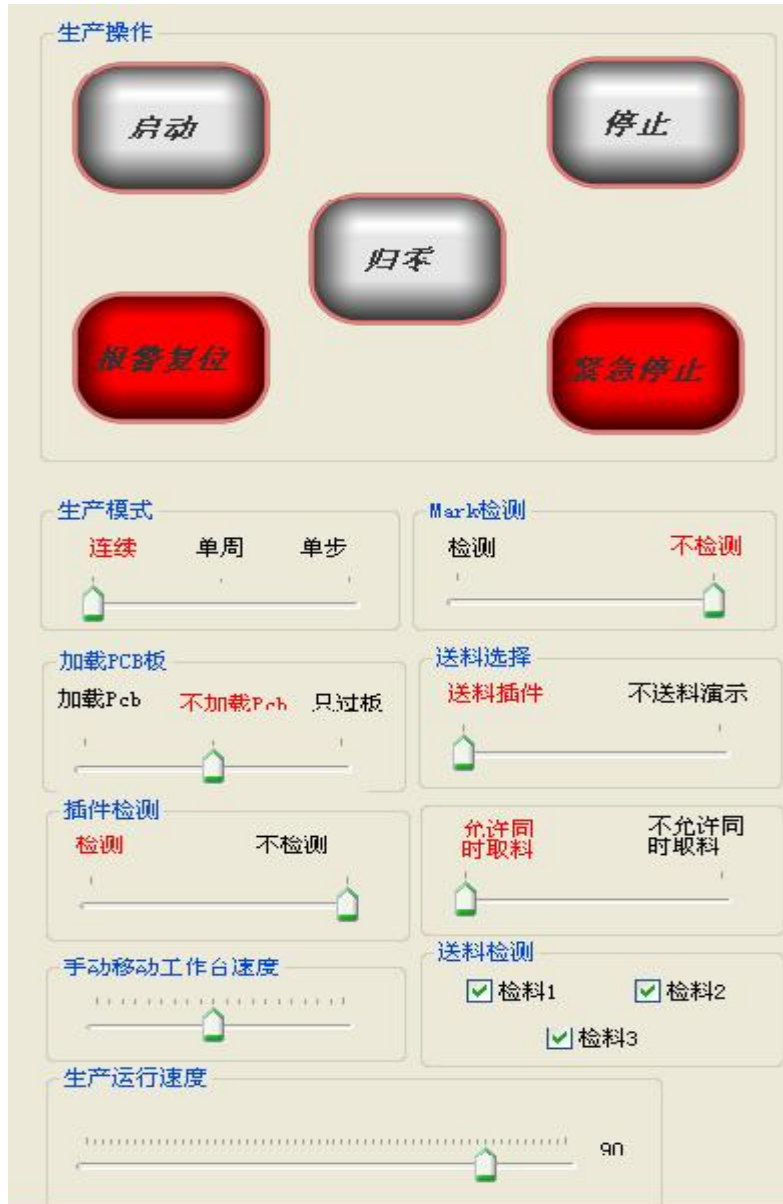 生产操作
启动
停止
归零
报警复位
紧急停止
生产模式
连续 单周 单步
Mark检测
检测 不检测
加载PCB板
加载Pcb 不加载Pcb 只过板
送料选择
送料插件 不送料演示
插件检测
检测 不检测
允许同
时取料
不允许同
时取料
手动移动工作台速度
送料检测
检料1 检料2
检料3
生产运行速度
90